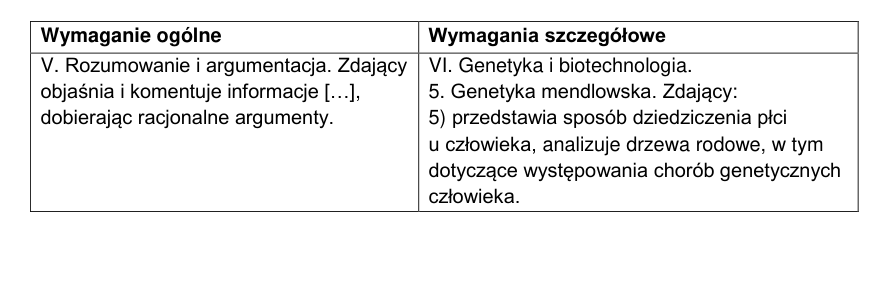 Wymaganie ogólne
Wymagania szczegółowe
V. Rozumowanie i argumentacja. Zdający
objaśnia i komentuje informacje […],
dobierając racjonalne argumenty.
VI. Genetyka i biotechnologia.
5. Genetyka mendlowska. Zdający:
5) przedstawia sposób dziedziczenia płci
u człowieka, analizuje drzewa rodowe, w tym
dotyczące występowania chorób genetycznych
człowieka.